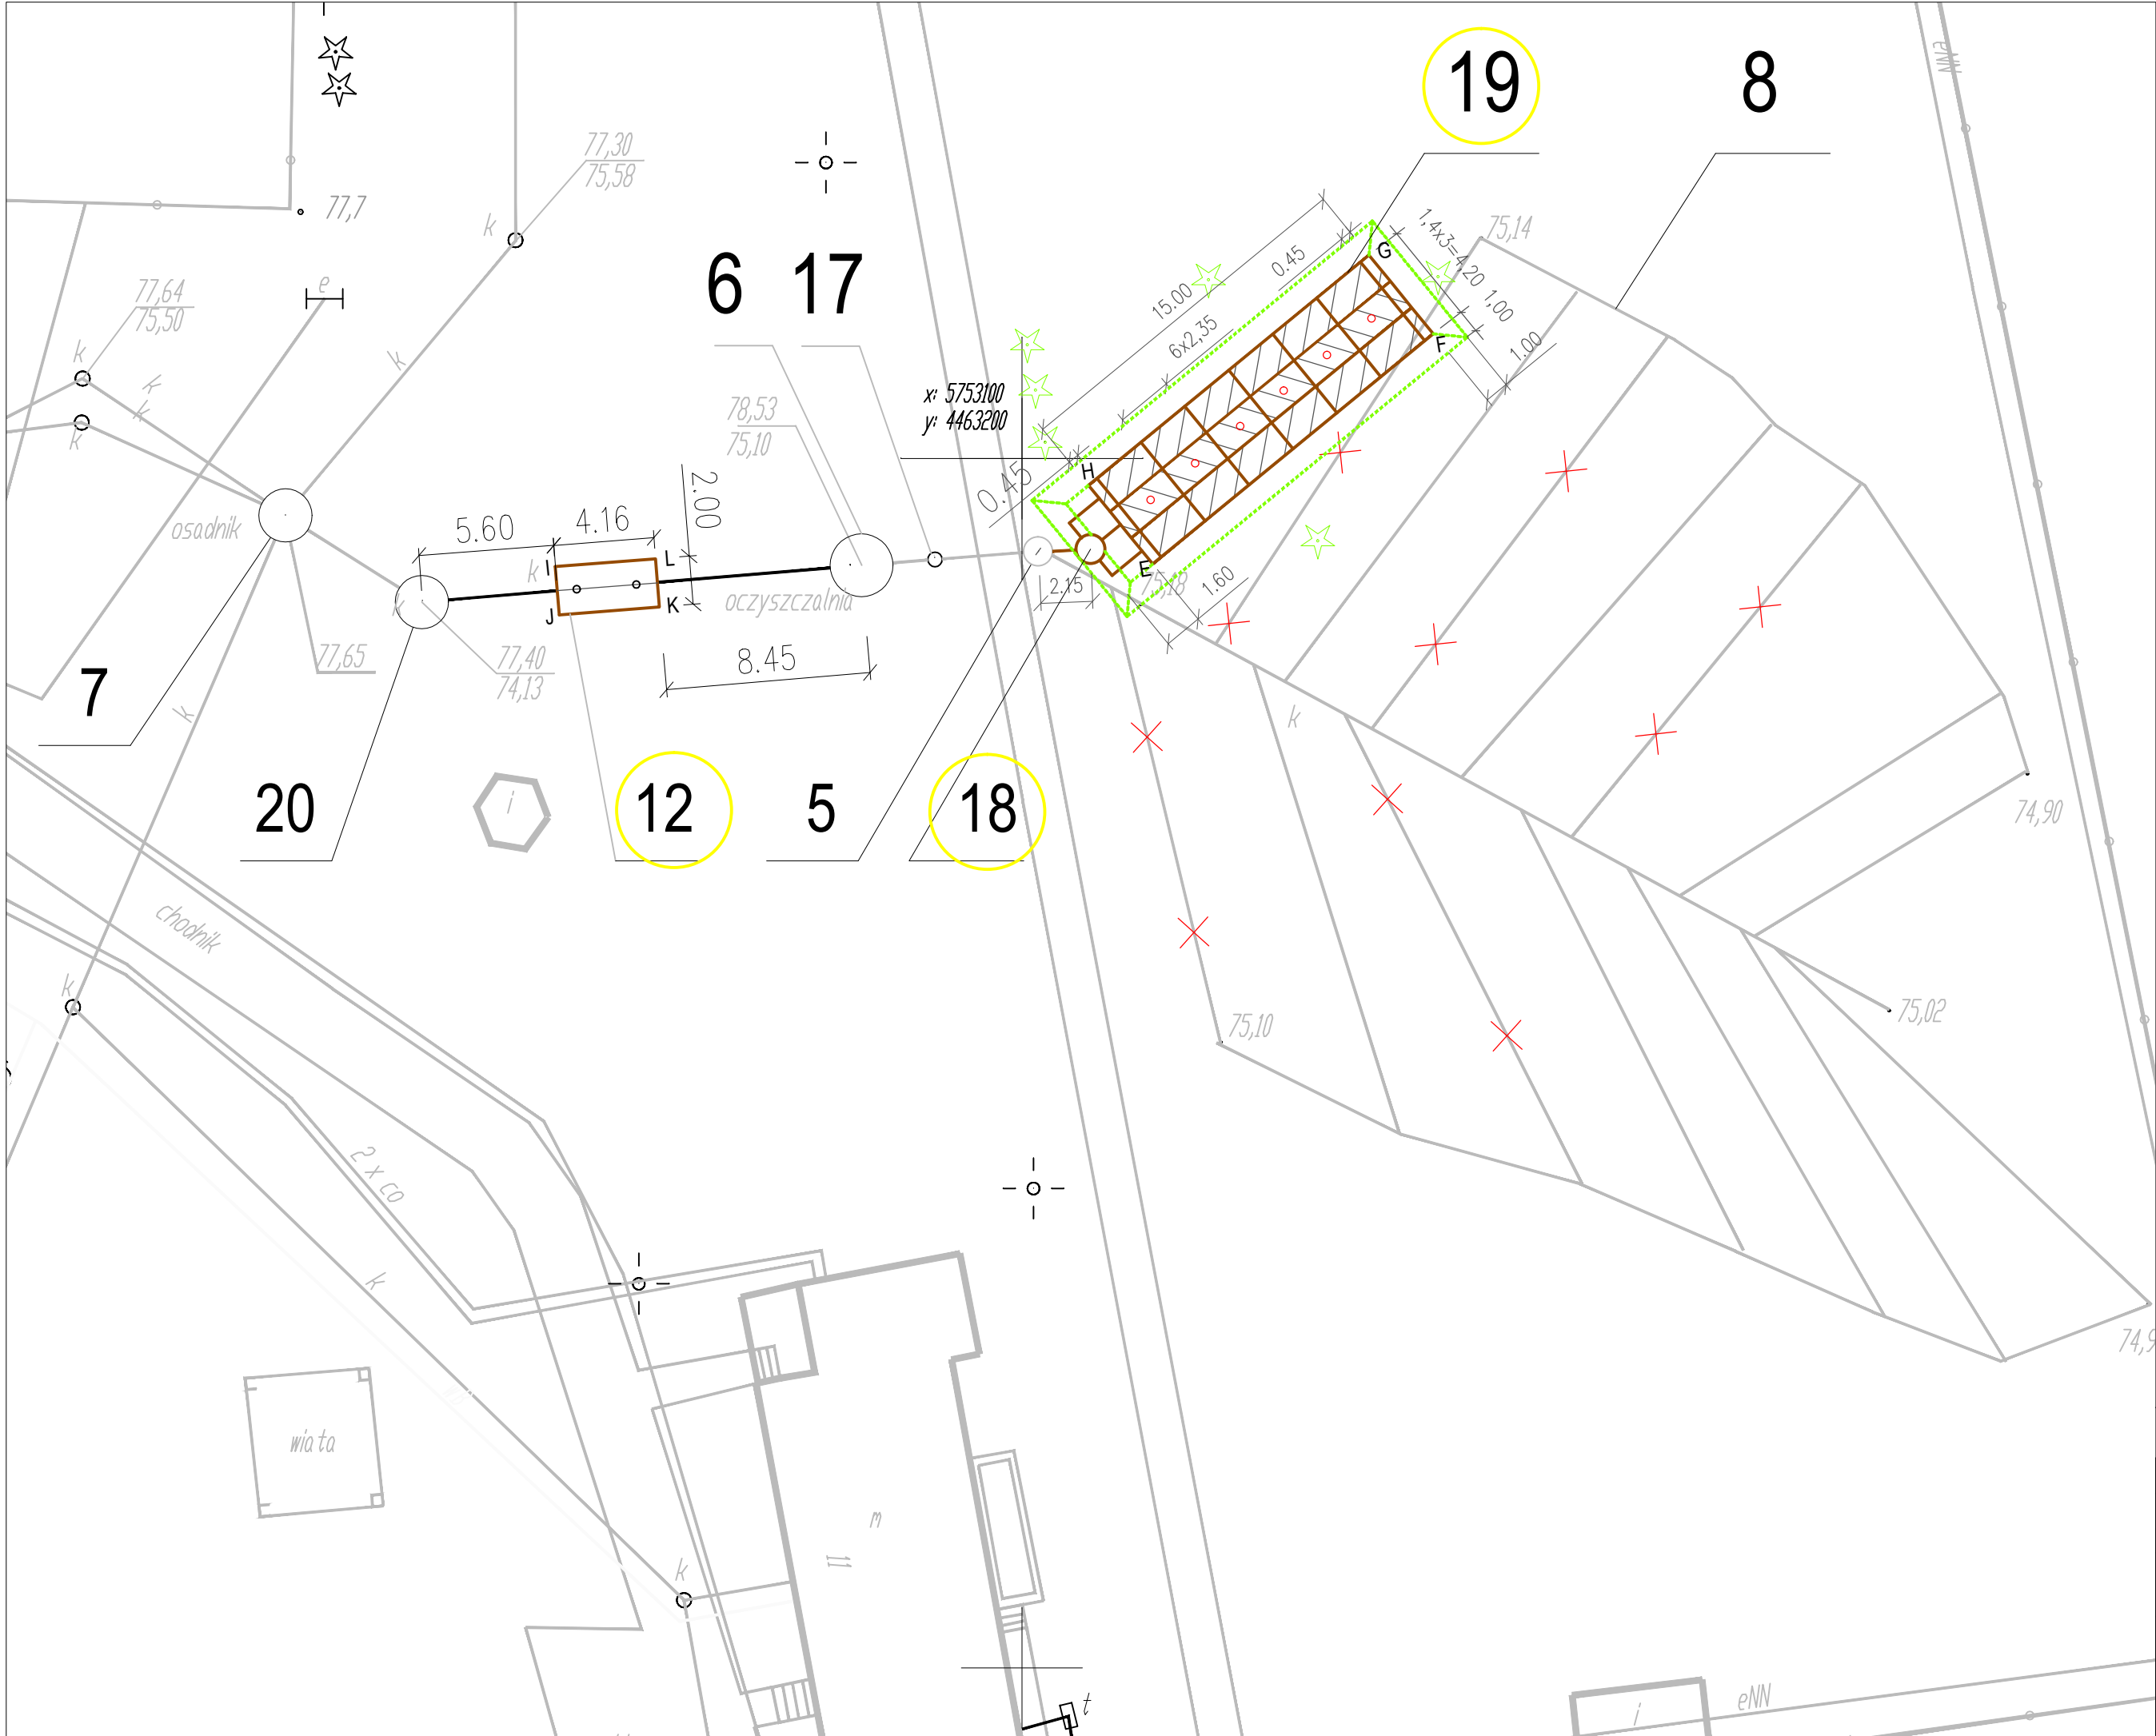 19
8
eNN
77,30
75,58
77,7
k
75,14
G
1,4x3=4,20
1,00
0.45
15.00
6
17
e
77,64
75,50
k
k
k
k
k
6x2,35
F
1.00
x: 5753100
y: 4463200
78,53
75,10
H
0.45
2.00
osadnik
5.60
4.16
I
k
L
J
K
k
oczyszczalnia
E
75,18
2.15
1.60
77,65
77,40
74,13
8.45
7
k
k
20
i
12
5
18
74,90
chodnik
k
75,10
75,02
2 x co
k
74,9
wiata
m
II
k
t
eNN
i